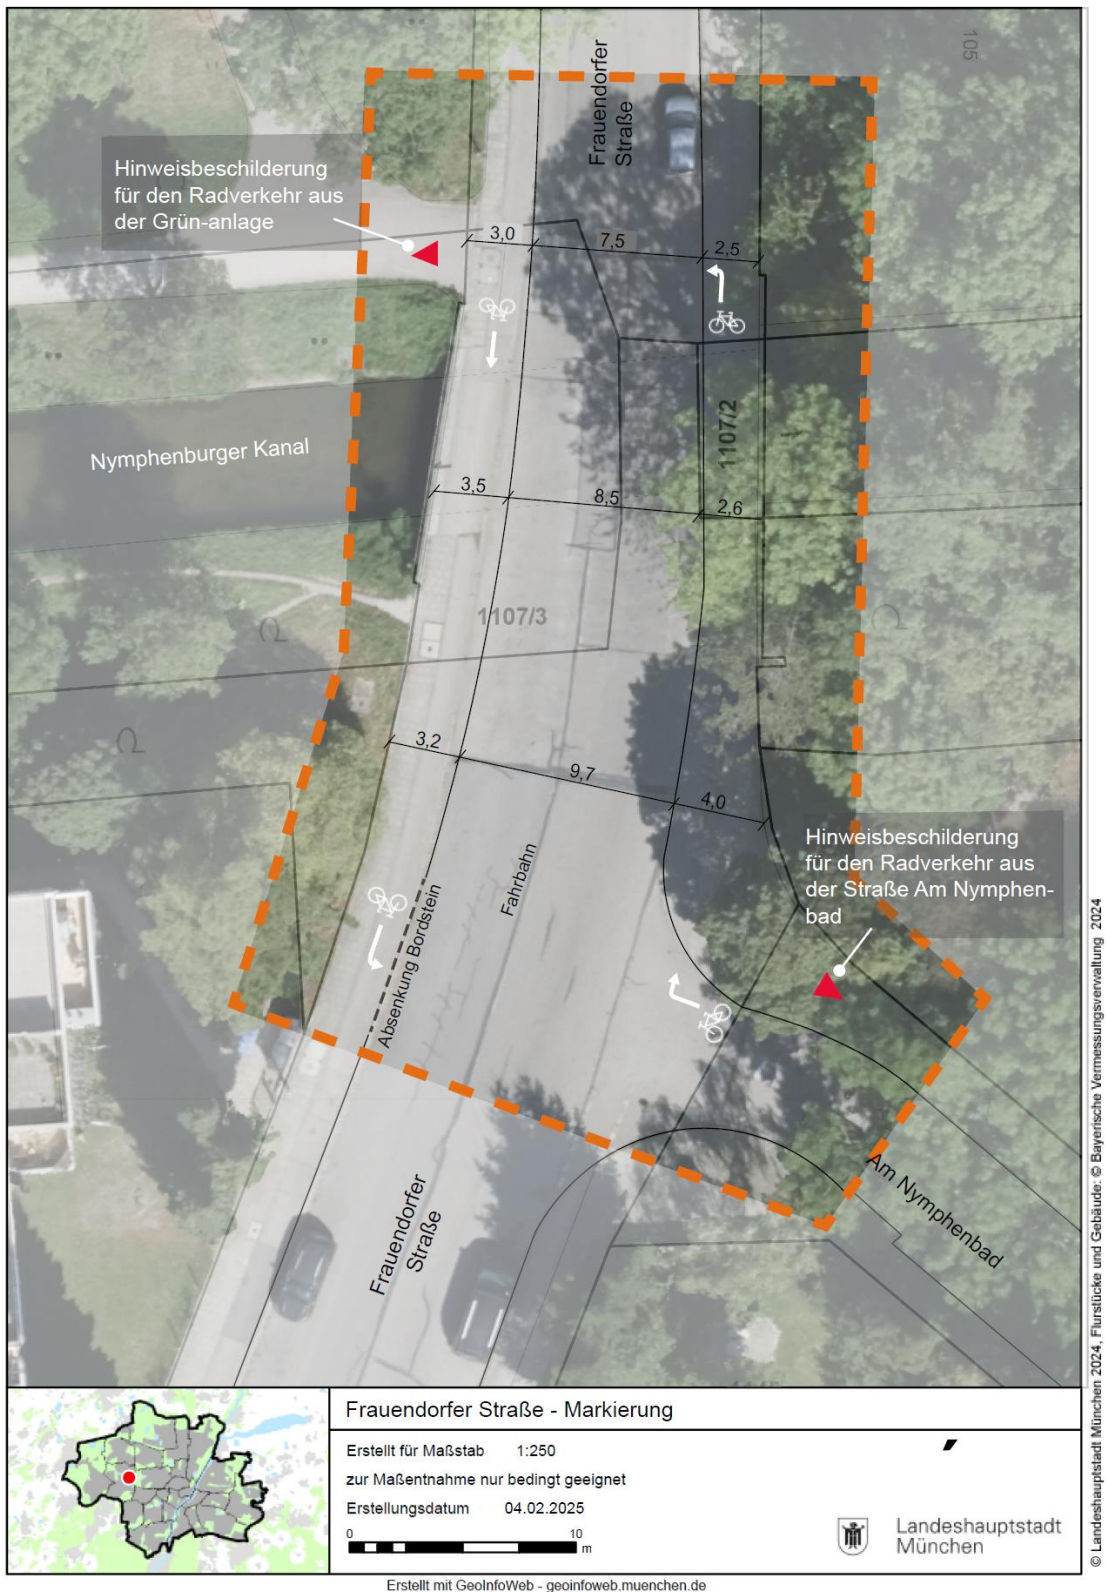 105
Frauendorfer
Straße
Hinweisbeschilderung
für den Radverkehr aus
der Grün-anlage
3,0
7,5
2,5
1107/2
Nymphenburger Kanal
3,5
8,5
2,6
1107/3
3,2
9,7
4,0
Hinweisbeschilderung
für den Radverkehr aus
der Straße Am Nymphen-
bad
Fahrbahn
Absenkung Bordstein
Am Nymphenbad
Frauendorfer
Straße
© Landeshauptstadt München 2024, Flurstücke und Gebäude: © Bayerische Vermessungsverwaltung 2024
Frauendorfer Straße - Markierung
Erstellt für Maßstab 1:250
zur Maßentnahme nur bedingt geeignet
Erstellungsdatum 04.02.2025
0 10
m
Landeshauptstadt
München
Erstellt mit GeoInfoWeb - geoinfoweb.muenchen.de